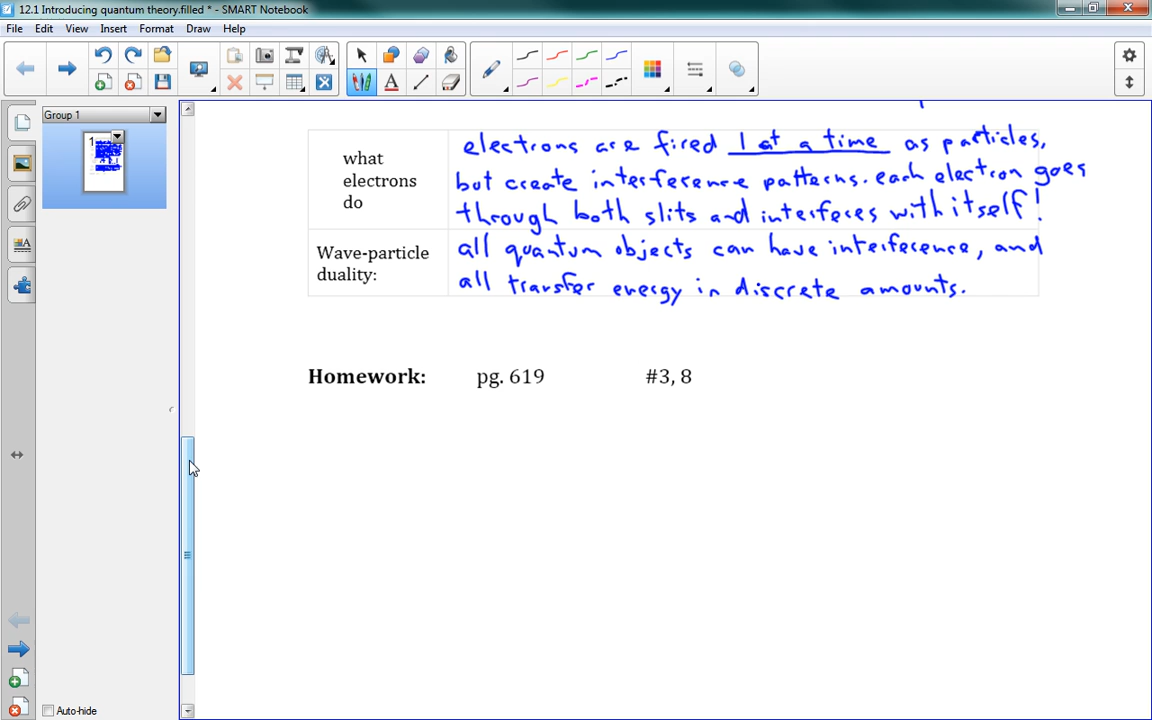 12.1 Introducing quantum theory.filled * - SMART Notebook
File Edit View Insert Format Draw Help
Group 1
1
what
electrons
do
electrons are fired 1 at a time as particles,
but create interference patterns. each electron goes
through both slits and interferes with itself!
Wave-particle
duality:
all quantum objects can have interference, and
all transfer energy in discrete amounts.
Homework: pg. 619 #3, 8
Auto-hide